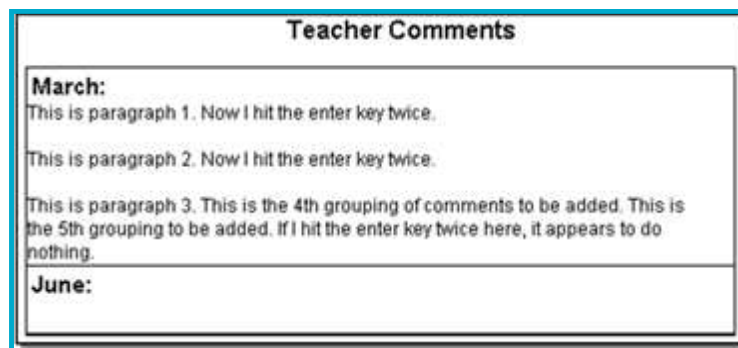 Teacher Comments
March:
This is paragraph 1. Now I hit the enter key twice.
This is paragraph 2. Now I hit the enter key twice.
This is paragraph 3. This is the 4th grouping of comments to be added. This is
the 5th grouping to be added. If I hit the enter key twice here, it appears to do
nothing.
June: